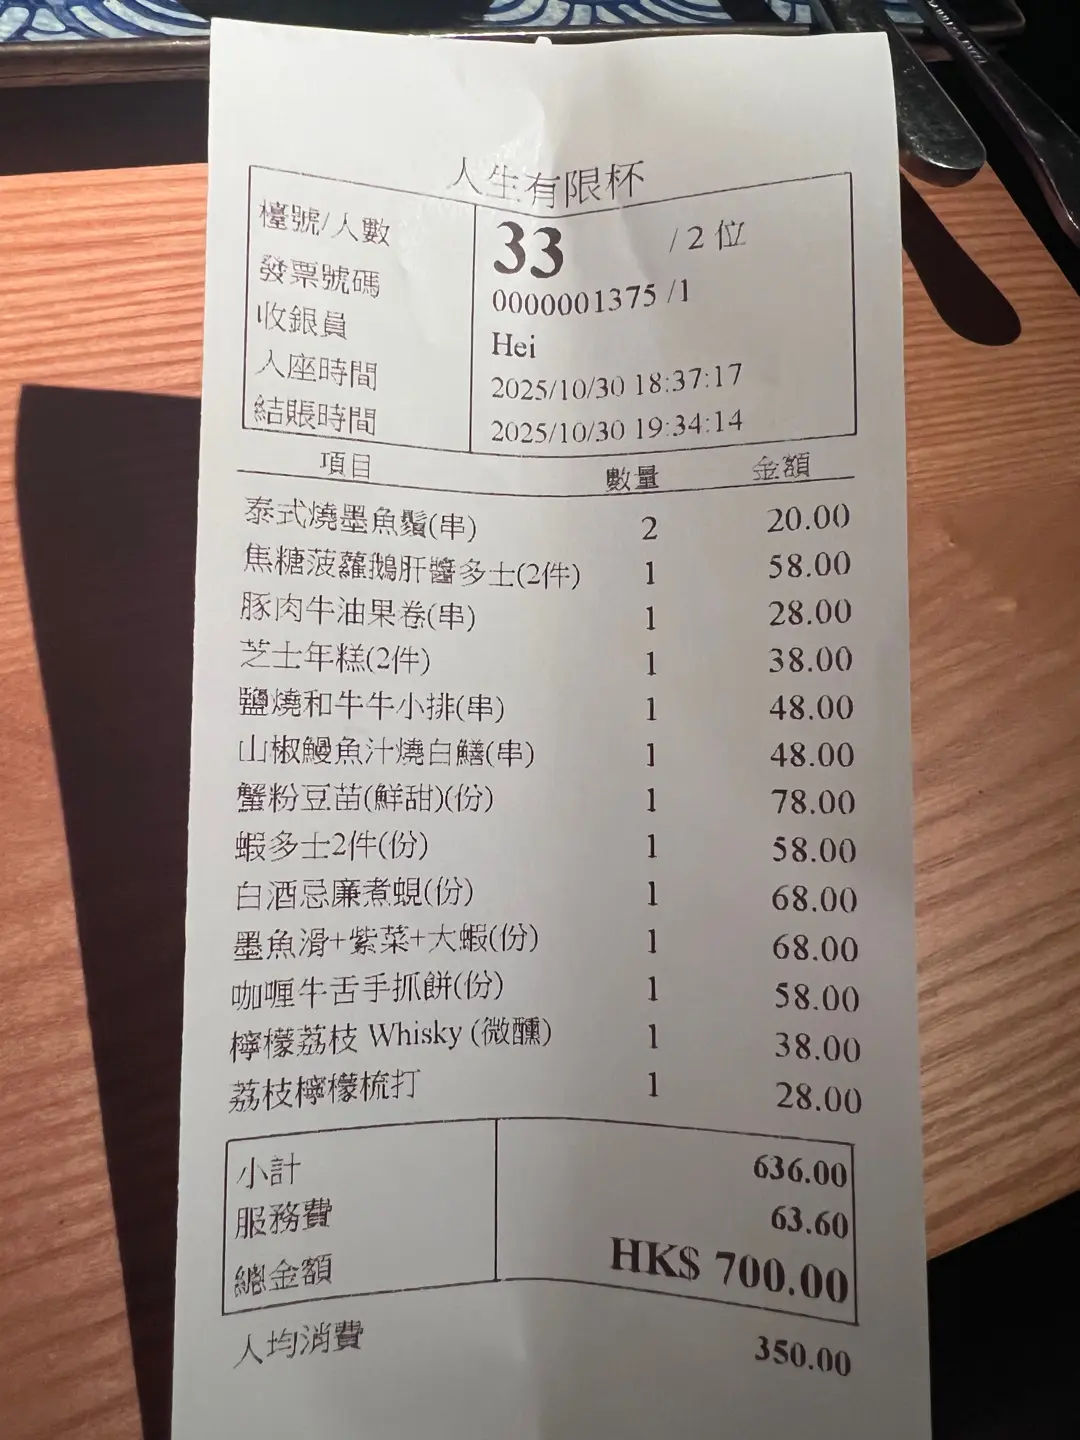 人生有限杯
檯號/人數 33 / 2 位
發票號碼 0000001375 /1
收銀員 Hei
入座時間 2025/10/30 18:37:17
結賬時間 2025/10/30 19:34:14
項目 數量 金額
泰式燒墨魚鬚(串) 2 20.00
焦糖菠蘿鵝肝醬多士(2件) 1 58.00
豚肉牛油果卷(串) 1 28.00
芝士年糕(2件) 1 38.00
鹽燒和牛牛小排(串) 1 48.00
山椒鰻魚汁燒白鱔(串) 1 48.00
蟹粉豆苗(鮮甜)(份) 1 78.00
蝦多士2件(份) 1 58.00
白酒忌廉煮蜆(份) 1 68.00
墨魚滑+紫菜+大蝦(份) 1 68.00
咖喱牛舌手抓餅(份) 1 58.00
檸檬荔枝 Whisky (微醺) 1 38.00
荔枝檸檬梳打 1 28.00
小計 636.00
服務費 63.60
總金額 HK$ 700.00
人均消費 350.00